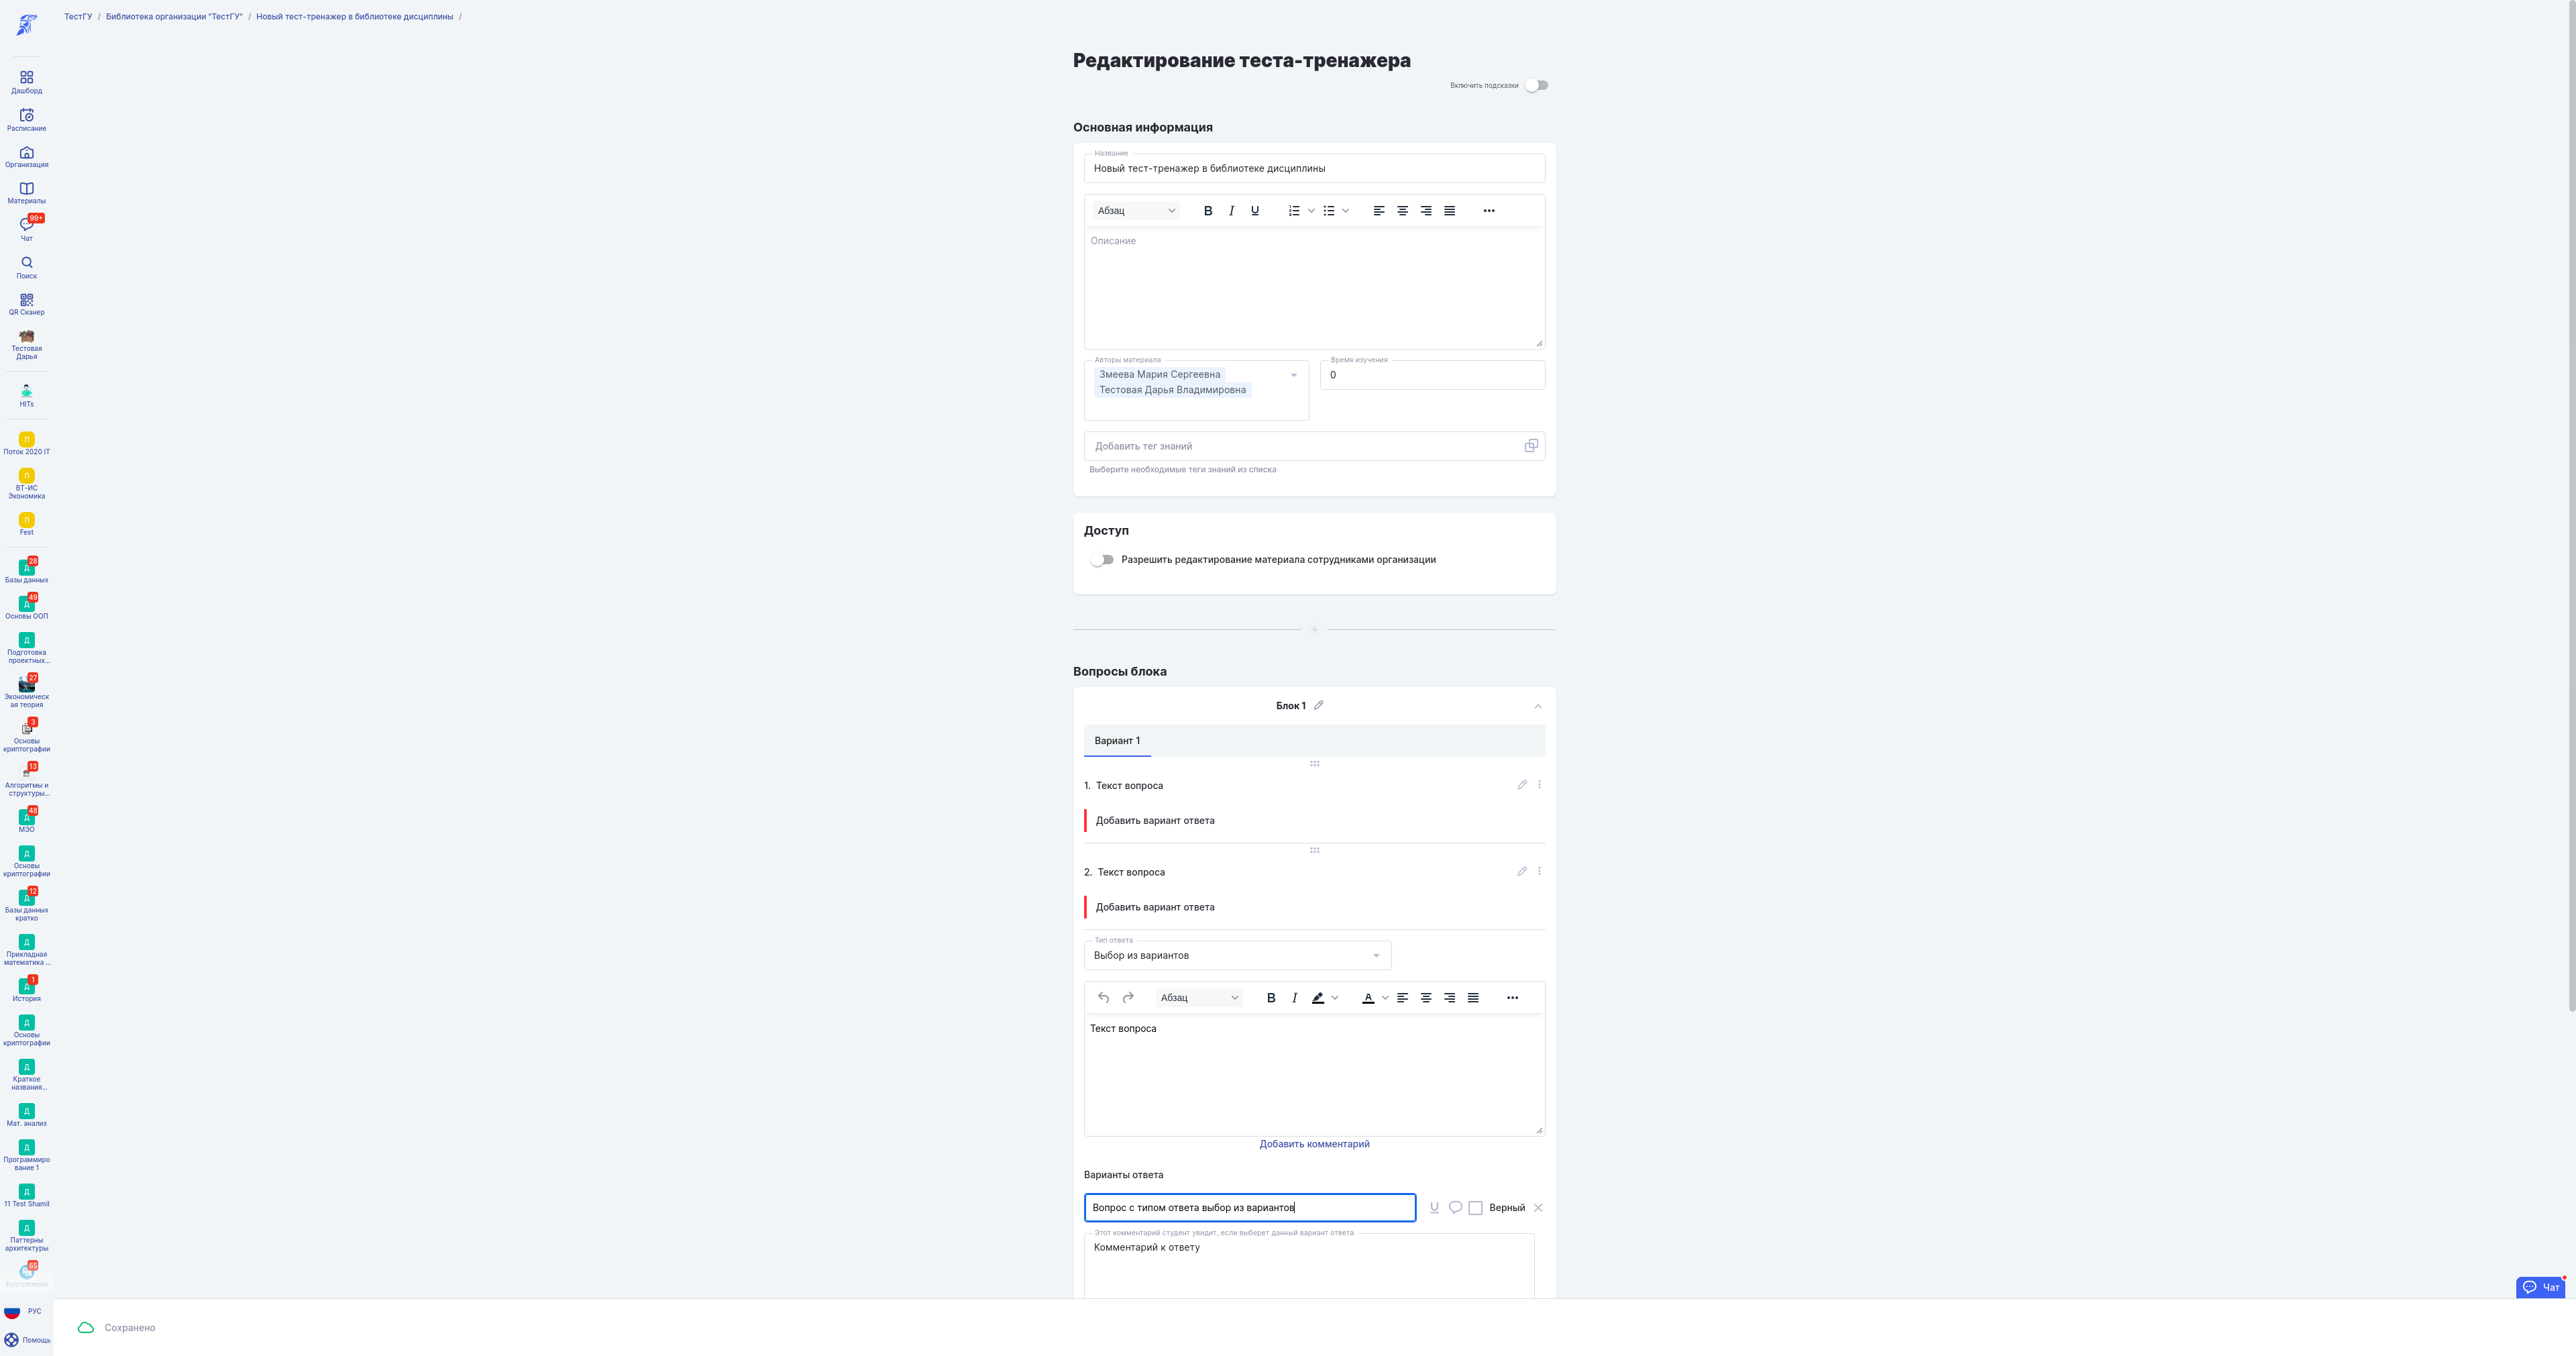 ТестГУ / Библиотека организации "ТестГУ" / Новый тест-тренажер в библиотеке дисциплины /
Дашборд
Расписание
Организация
Материалы
99+
Чат
Поиск
QR Сканер
Тестовая
Дарья
HITs
П
Поток 2020 IT
П
ВТ-ИС
Экономика
П
Fest
28
Д
Базы данных
49
Д
Основы ООП
Д
Подготовка
проектных...
27
Экономическ
ая теория
3
Основы
криптографии
13
Алгоритмы и
структуры...
48
Д
МЭО
Д
Основы
криптографии
12
Д
Базы данных
кратко
Д
Прикладная
математика ...
1
Д
История
Д
Основы
криптографии
Д
Краткое
названия...
Д
Мат. анализ
Д
Программиро
вание 1
Д
11 Test Shamil
Д
Паттерны
архитектуры
65
Бухгалтерия
РУС
Помощь
Редактирование теста-тренажера
Включить подсказки
Основная информация
Название
Новый тест-тренажер в библиотеке дисциплины
Абзац
Описание
Авторы материала
Змеева Мария Сергеевна
Тестовая Дарья Владимировна
Время изучения
0
Добавить тег знаний
Выберите необходимые теги знаний из списка
Доступ
Разрешить редактирование материала сотрудниками организации
Вопросы блока
Блок 1
Вариант 1
1. Текст вопроса
Добавить вариант ответа
2. Текст вопроса
Добавить вариант ответа
Тип ответа
Выбор из вариантов
Абзац
Текст вопроса
Добавить комментарий
Варианты ответа
Вопрос с типом ответа выбор из вариантов
Верный
Этот комментарий студент увидит, если выберет данный вариант ответа
Комментарий к ответу
Чат
Сохранено